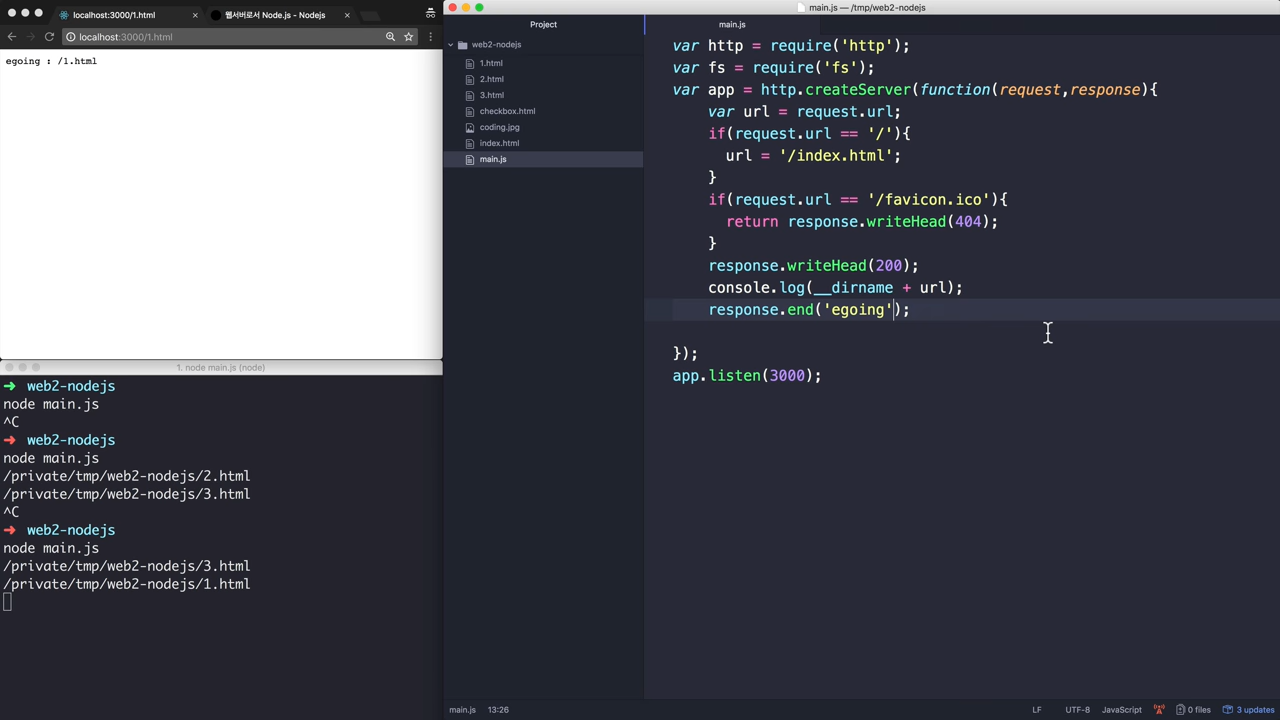 localhost:3000/1.html
웹서버로서 Node.js - Nodejs
localhost:3000/1.html
egoing : /1.html
1. node main.js (node)
➜ web2-nodejs
node main.js
^C
➜ web2-nodejs
node main.js
/private/tmp/web2-nodejs/2.html
/private/tmp/web2-nodejs/3.html
^C
➜ web2-nodejs
node main.js
/private/tmp/web2-nodejs/3.html
/private/tmp/web2-nodejs/1.html
main.js — /tmp/web2-nodejs
Project
web2-nodejs
1.html
2.html
3.html
checkbox.html
coding.jpg
index.html
main.js
main.js
var http = require('http');
var fs = require('fs');
var app = http.createServer(function(request,response){
var url = request.url;
if(request.url == '/'){
url = '/index.html';
}
if(request.url == '/favicon.ico'){
return response.writeHead(404);
}
response.writeHead(200);
console.log(__dirname + url);
response.end('egoing');
});
app.listen(3000);
main.js 13:26
LF UTF-8 JavaScript 0 files 3 updates